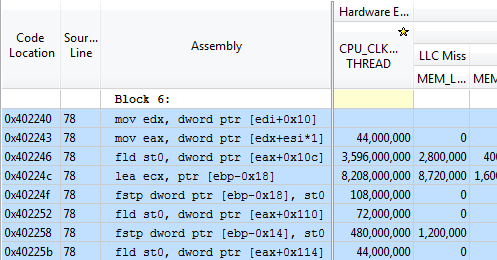 Hardware E...
Code Location Sour... Line Assembly CPU_CLK... THREAD LLC Miss
MEM_L... MEM
Block 6:
0x402240 78 mov edx, dword ptr [edi+0x10]
0x402243 78 mov eax, dword ptr [edx+esi*1] 44,000,000 0
0x402246 78 fld st0, dword ptr [eax+0x10c] 3,596,000,000 2,800,000 40
0x40224c 78 lea ecx, ptr [ebp-0x18] 8,208,000,000 8,720,000 1,60
0x40224f 78 fstp dword ptr [ebp-0x18], st0 108,000,000 0
0x402252 78 fld st0, dword ptr [eax+0x110] 72,000,000 0
0x402258 78 fstp dword ptr [ebp-0x14], st0 480,000,000 1,200,000
0x40225b 78 fld st0, dword ptr [eax+0x114] 44,000,000 0